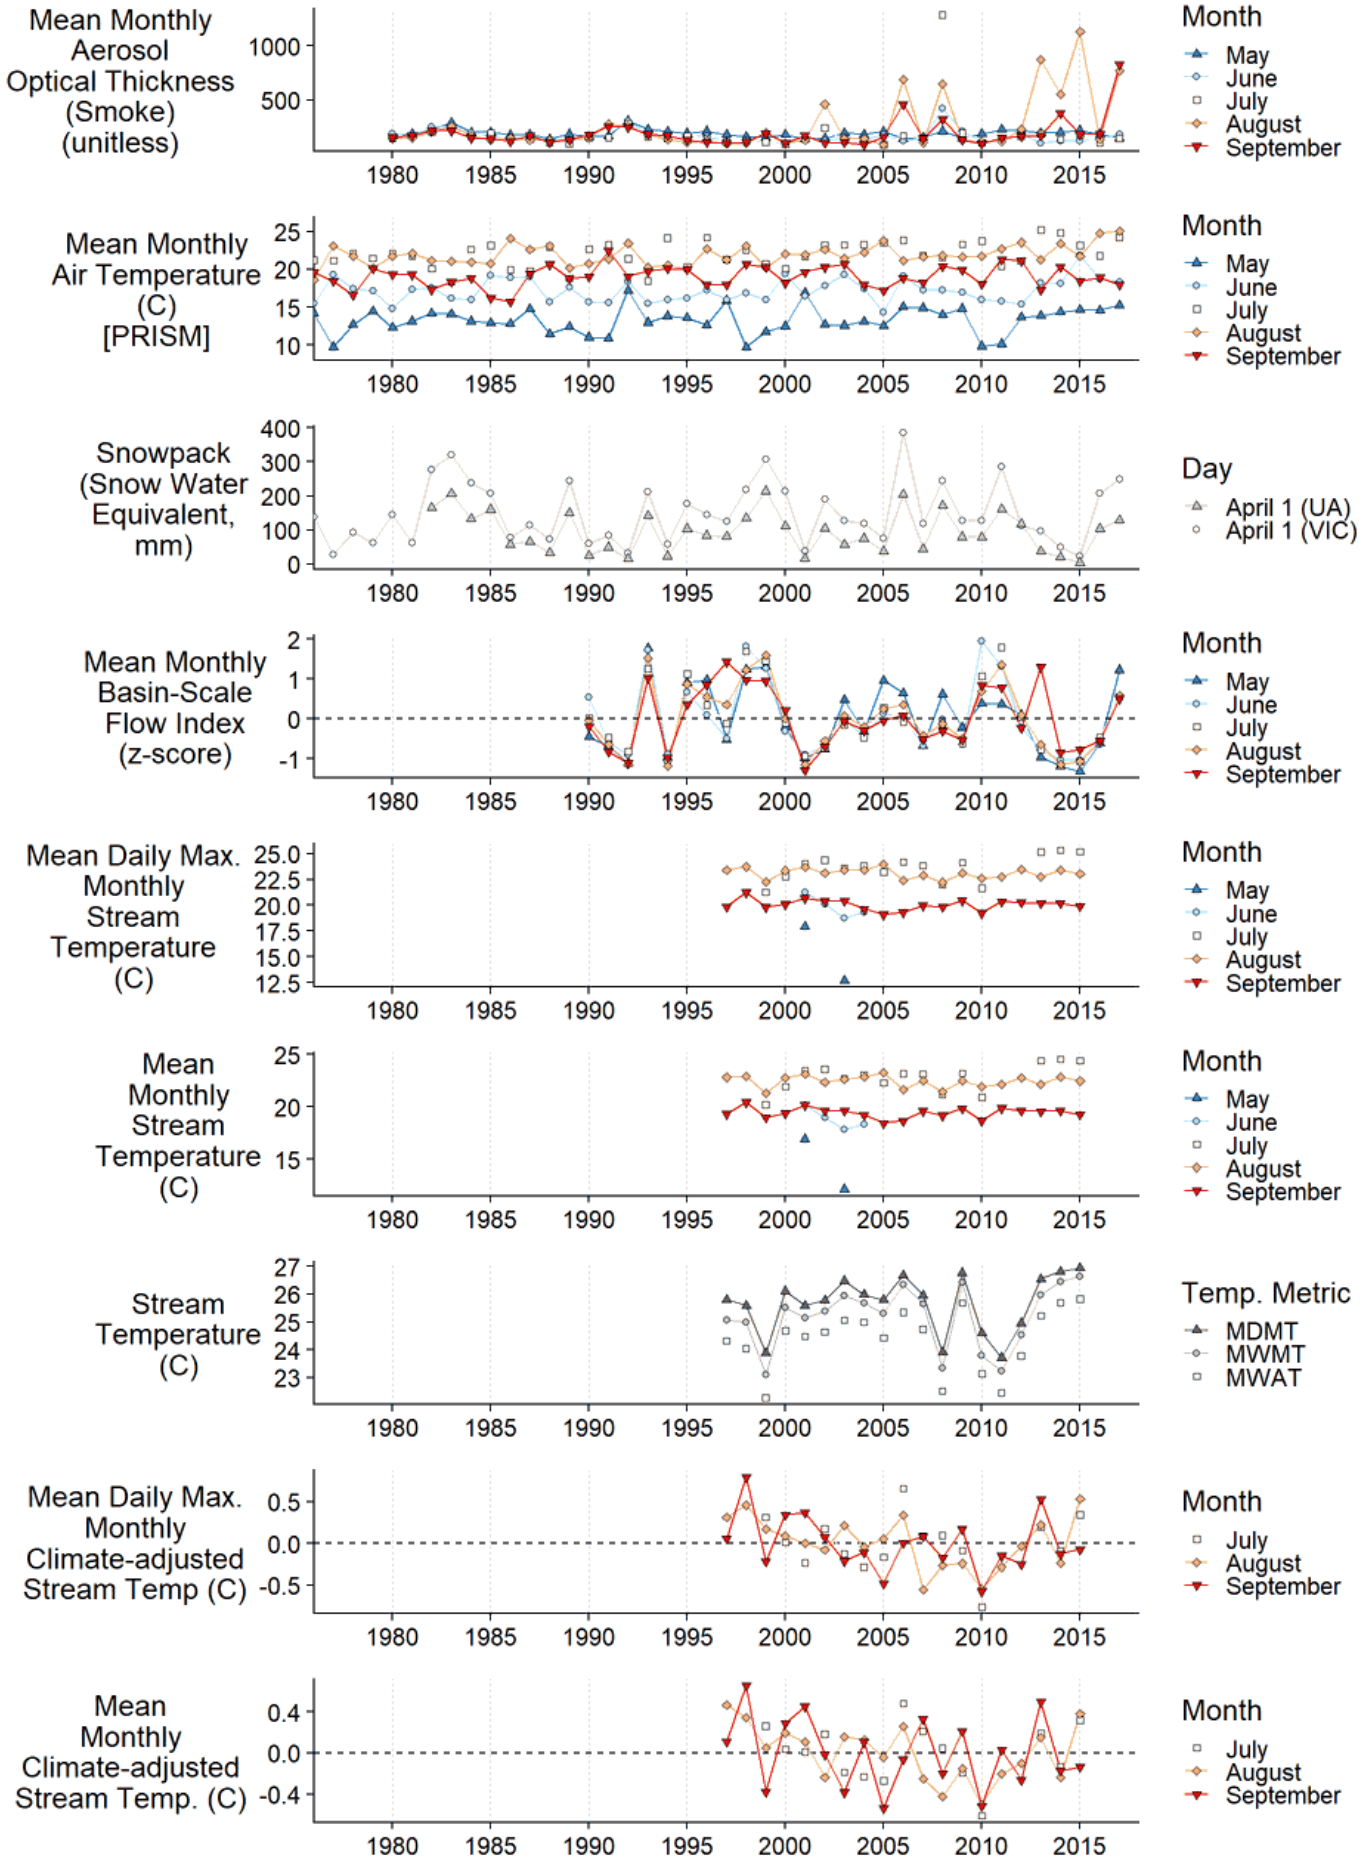 Mean Monthly
Aerosol
Optical Thickness
(Smoke)
(unitless)
1000
500
1980 1985 1990 1995 2000 2005 2010 2015
Month
May
June
July
August
September
Mean Monthly
Air Temperature
(C)
[PRISM]
25
20
15
10
1980 1985 1990 1995 2000 2005 2010 2015
Month
May
June
July
August
September
Snowpack
(Snow Water
Equivalent,
mm)
400
300
200
100
0
1980 1985 1990 1995 2000 2005 2010 2015
Day
April 1 (UA)
April 1 (VIC)
Mean Monthly
Basin-Scale
Flow Index
(z-score)
2
1
0
-1
1980 1985 1990 1995 2000 2005 2010 2015
Month
May
June
July
August
September
Mean Daily Max.
Monthly
Stream
Temperature
(C)
25.0
22.5
20.0
17.5
15.0
12.5
1980 1985 1990 1995 2000 2005 2010 2015
Month
May
June
July
August
September
Mean
Monthly
Stream
Temperature
(C)
25
20
15
1980 1985 1990 1995 2000 2005 2010 2015
Month
May
June
July
August
September
Stream
Temperature
(C)
27
26
25
24
23
1980 1985 1990 1995 2000 2005 2010 2015
Temp. Metric
MDMT
MWMT
MWAT
Mean Daily Max.
Monthly
Climate-adjusted
Stream Temp (C)
0.5
0.0
-0.5
1980 1985 1990 1995 2000 2005 2010 2015
Month
July
August
September
Mean
Monthly
Climate-adjusted
Stream Temp. (C)
0.4
0.0
-0.4
1980 1985 1990 1995 2000 2005 2010 2015
Month
July
August
September